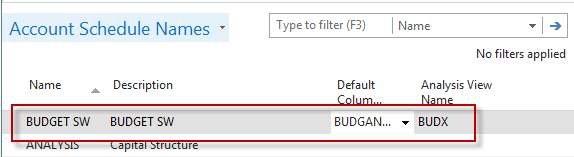 Account Schedule Names
Type to filter (F3)
Name
No filters applied
Name
Description
Default
Colum...
Analysis View
Name
BUDGET SW
BUDGET SW
BUDGAN...
BUDX
ANALYSIS
Capital Structure